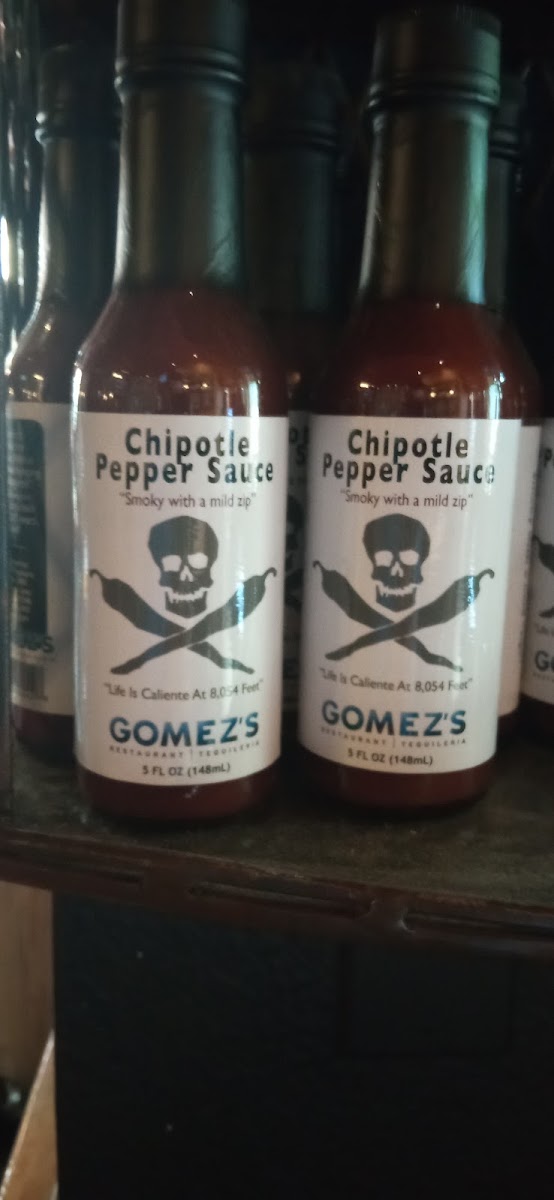 Chipotle
Pepper Sauce
"Smoky with a mild zip"
"Life Is Caliente At 8,054 Feet"
GOMEZ'S
RESTAURANT | TEQUILERIA
5 FL OZ (148mL)
Chipotle
Pepper Sauce
"Smoky with a mild zip"
"Life Is Caliente At 8,054 Feet"
GOMEZ'S
RESTAURANT | TEQUILERIA
5 FL OZ (148mL)